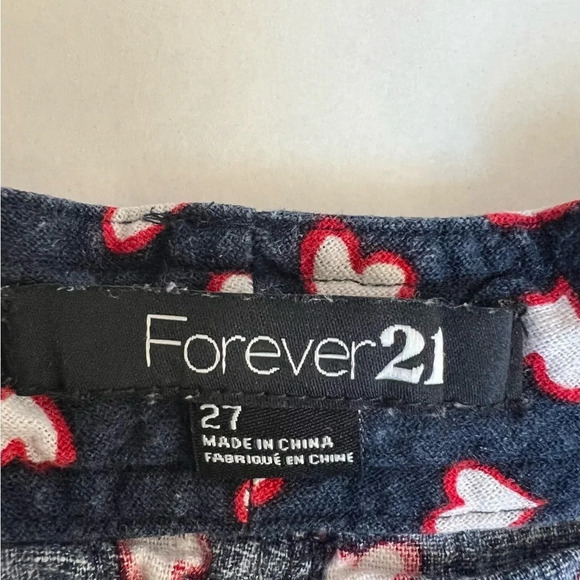 Forever21
27
MADE IN CHINA
FABRIQUÉ EN CHINE